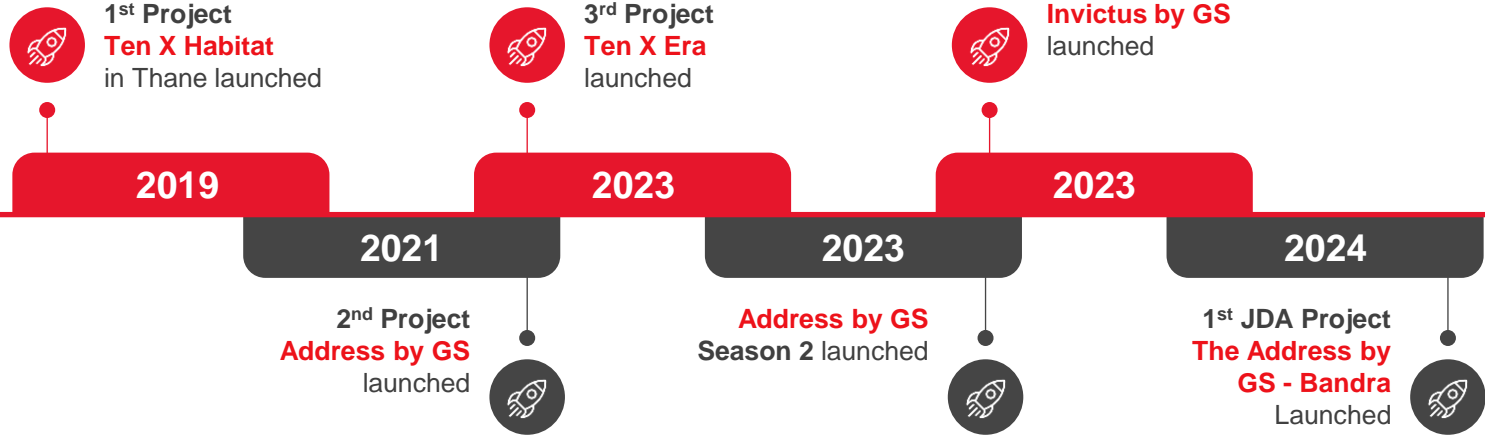 1st Project
Ten X Habitat
in Thane launched
3rd Project
Ten X Era
launched
Invictus by GS
launched
2019
2023
2023
2021
2023
2024
2nd Project
Address by GS
launched
Address by GS
Season 2 launched
1st JDA Project
The Address by
GS - Bandra
Launched